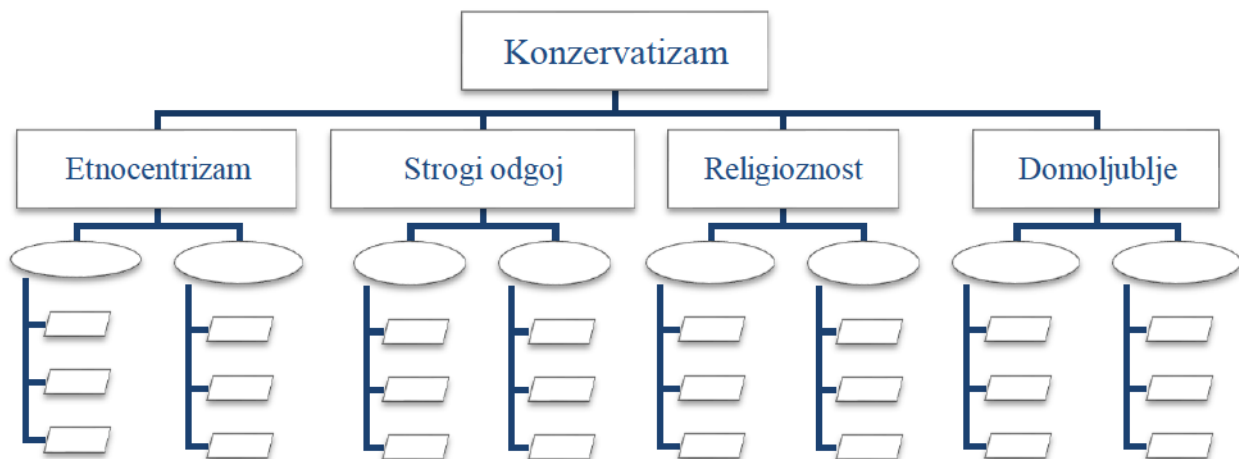 Konzervatizam
Etnocentrizam
Strogi odgoj
Religioznost
Domoljublje